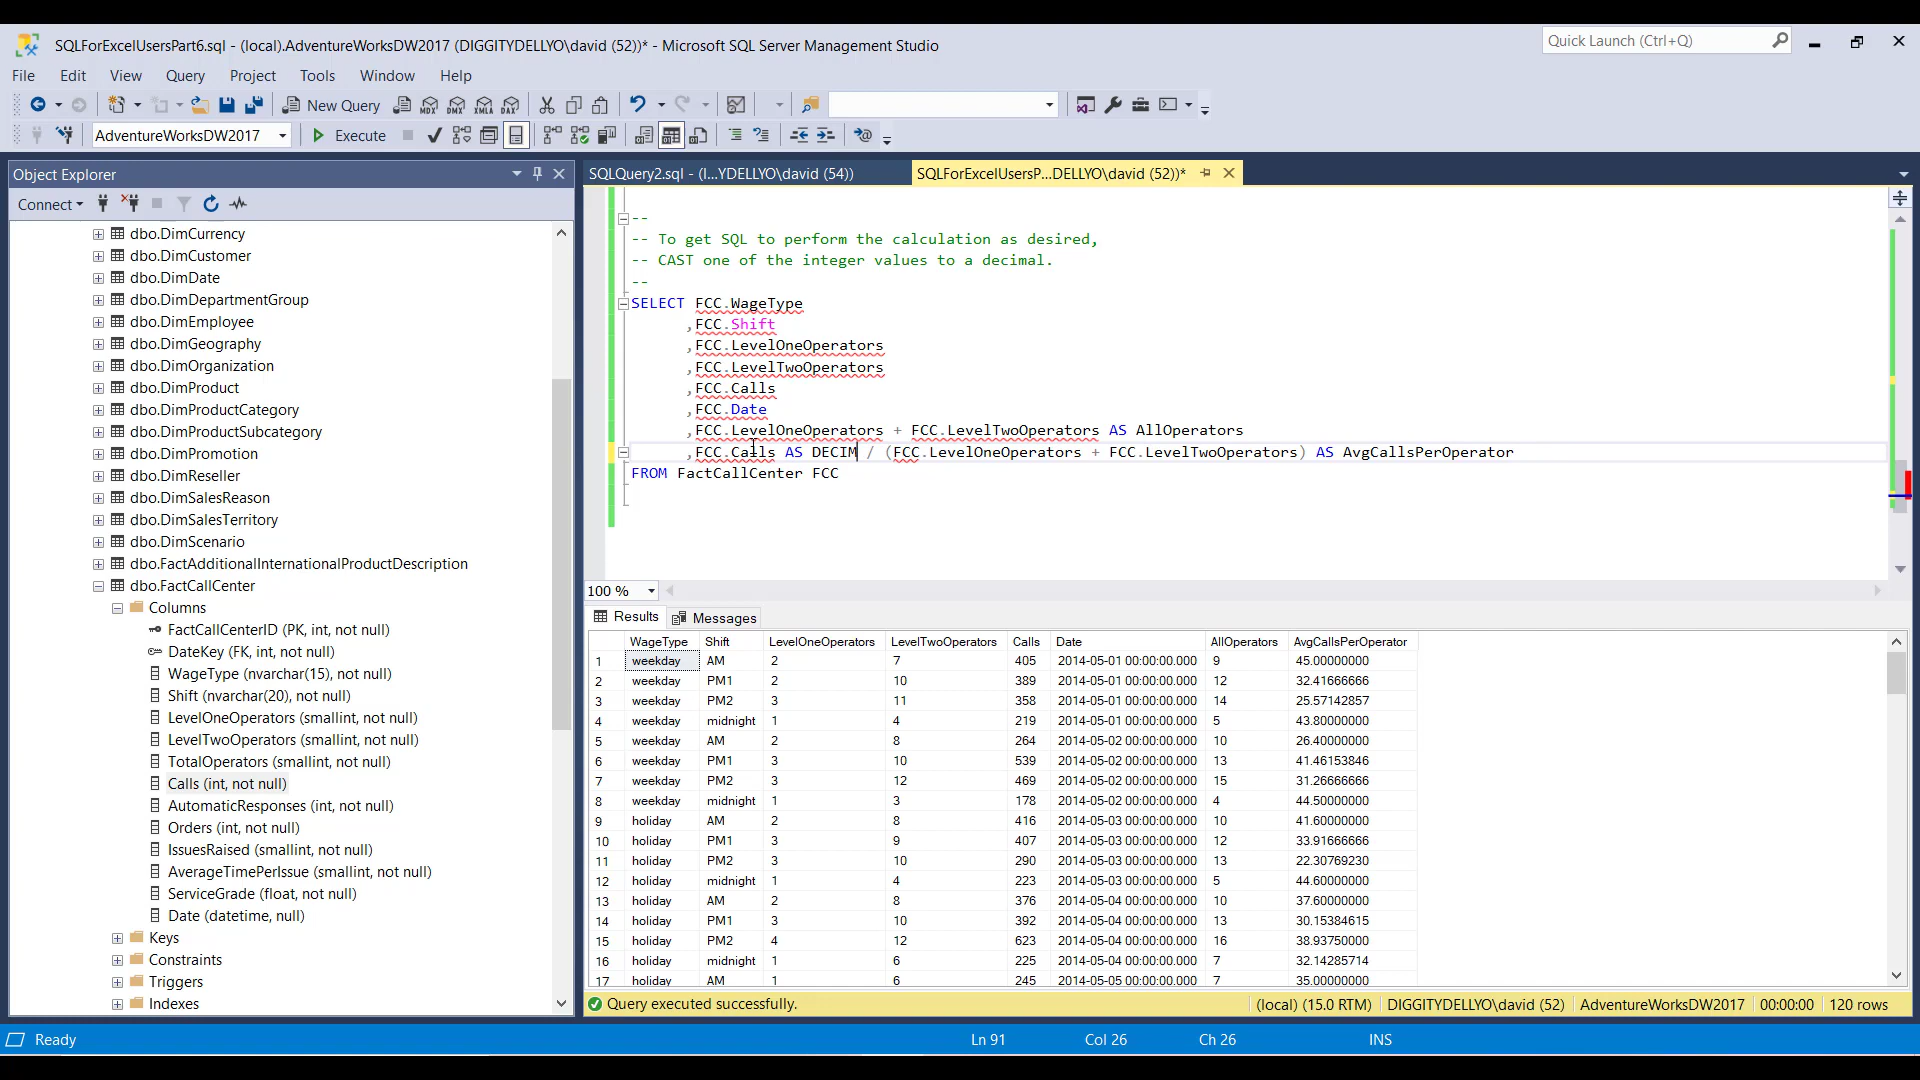 SQLForExcelUsersPart6.sql - (local).AdventureWorksDW2017 (DIGGITYDELLYO\david (52))* - Microsoft SQL Server Management Studio
Quick Launch (Ctrl+Q)
File Edit View Query Project Tools Window Help
New Query MDX DMX XMLA DAX
AdventureWorksDW2017 Execute
Object Explorer
Connect
dbo.DimCurrency
dbo.DimCustomer
dbo.DimDate
dbo.DimDepartmentGroup
dbo.DimEmployee
dbo.DimGeography
dbo.DimOrganization
dbo.DimProduct
dbo.DimProductCategory
dbo.DimProductSubcategory
dbo.DimPromotion
dbo.DimReseller
dbo.DimSalesReason
dbo.DimSalesTerritory
dbo.DimScenario
dbo.FactAdditionalInternationalProductDescription
dbo.FactCallCenter
Columns
FactCallCenterID (PK, int, not null)
DateKey (FK, int, not null)
WageType (nvarchar(15), not null)
Shift (nvarchar(20), not null)
LevelOneOperators (smallint, not null)
LevelTwoOperators (smallint, not null)
TotalOperators (smallint, not null)
Calls (int, not null)
AutomaticResponses (int, not null)
Orders (int, not null)
IssuesRaised (smallint, not null)
AverageTimePerIssue (smallint, not null)
ServiceGrade (float, not null)
Date (datetime, null)
Keys
Constraints
Triggers
Indexes
SQLQuery2.sql - (l...YDELLYO\david (54)) SQLForExcelUsersP...DELLYO\david (52))*
--
-- To get SQL to perform the calculation as desired,
-- CAST one of the integer values to a decimal.
--
SELECT FCC.WageType
,FCC.Shift
,FCC.LevelOneOperators
,FCC.LevelTwoOperators
,FCC.Calls
,FCC.Date
,FCC.LevelOneOperators + FCC.LevelTwoOperators AS AllOperators
,FCC.Calls AS DECIM / (FCC.LevelOneOperators + FCC.LevelTwoOperators) AS AvgCallsPerOperator
FROM FactCallCenter FCC
100 %
Results Messages
WageType Shift LevelOneOperators LevelTwoOperators Calls Date AllOperators AvgCallsPerOperator
1 weekday AM 2 7 405 2014-05-01 00:00:00.000 9 45.00000000
2 weekday PM1 2 10 389 2014-05-01 00:00:00.000 12 32.41666666
3 weekday PM2 3 11 358 2014-05-01 00:00:00.000 14 25.57142857
4 weekday midnight 1 4 219 2014-05-01 00:00:00.000 5 43.80000000
5 weekday AM 2 8 264 2014-05-02 00:00:00.000 10 26.40000000
6 weekday PM1 3 10 539 2014-05-02 00:00:00.000 13 41.46153846
7 weekday PM2 3 12 469 2014-05-02 00:00:00.000 15 31.26666666
8 weekday midnight 1 3 178 2014-05-02 00:00:00.000 4 44.50000000
9 holiday AM 2 8 416 2014-05-03 00:00:00.000 10 41.60000000
10 holiday PM1 3 9 407 2014-05-03 00:00:00.000 12 33.91666666
11 holiday PM2 3 10 290 2014-05-03 00:00:00.000 13 22.30769230
12 holiday midnight 1 4 223 2014-05-03 00:00:00.000 5 44.60000000
13 holiday AM 2 8 376 2014-05-04 00:00:00.000 10 37.60000000
14 holiday PM1 3 10 392 2014-05-04 00:00:00.000 13 30.15384615
15 holiday PM2 4 12 623 2014-05-04 00:00:00.000 16 38.93750000
16 holiday midnight 1 6 225 2014-05-04 00:00:00.000 7 32.14285714
17 holiday AM 1 6 245 2014-05-05 00:00:00.000 7 35.00000000
Query executed successfully. (local) (15.0 RTM) DIGGITYDELLYO\david (52) AdventureWorksDW2017 00:00:00 120 rows
Ready Ln 91 Col 26 Ch 26 INS